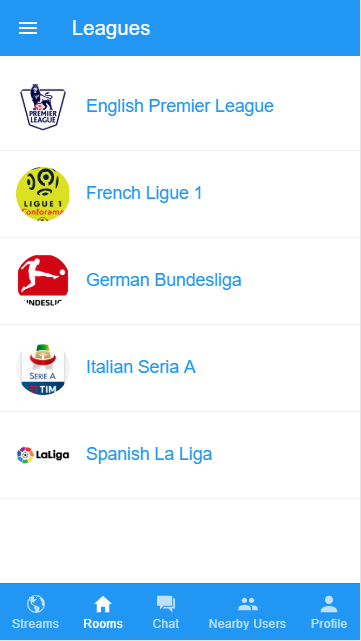 Leagues
PREMIER
LEAGUE
English Premier League
LIGUE 1
Conforama
French Ligue 1
BUNDESLIG
German Bundesliga
SERIE A
TIM
Italian Seria A
LaLiga
Spanish La Liga
Streams Rooms Chat Nearby Users Profile